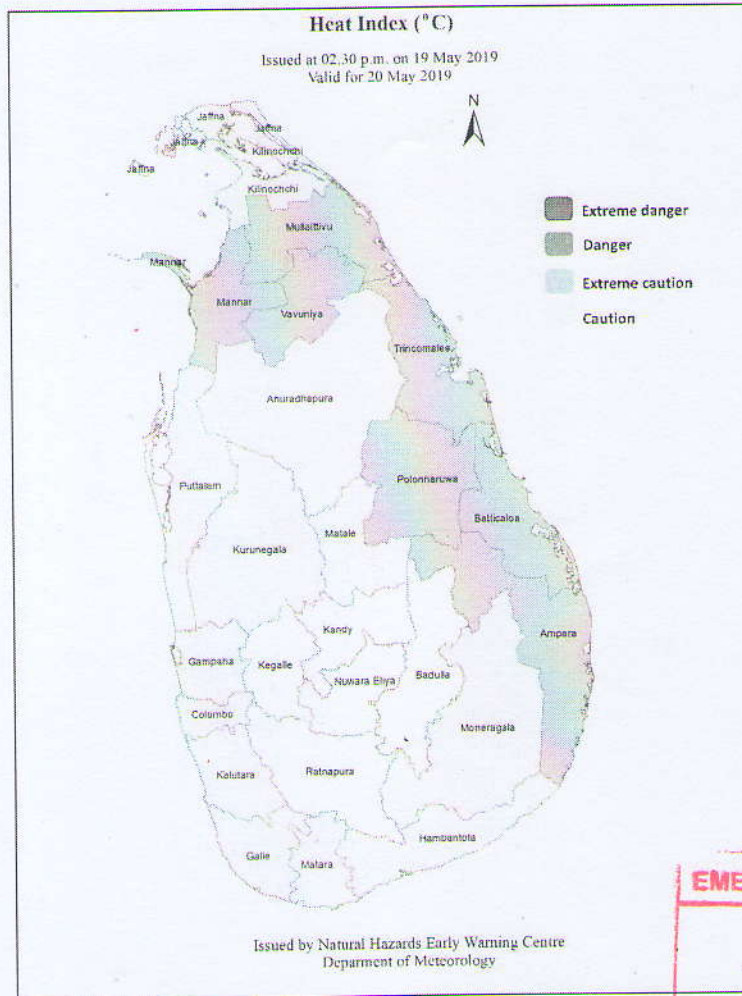 Heat Index (°C)
Issued at 02.30 p.m. on 19 May 2019
Valid for 20 May 2019
N
Jaffna
Jaffna
Jaffna
Kilinochchi
Jaffna
Kilinochchi
Extreme danger
Mullaittivu
Danger
Mannar
Extreme caution
Mannar
Vavuniya
Caution
Trincomalee
Anuradhapura
Polonnaruwa
Puttalam
Batticaloa
Matale
Kurunegala
Kandy
Ampara
Gampaha
Kegalle
Badulla
Nuwara Eliya
Colombo
Moneragala
Kalutara
Ratnapura
Hambantota
Galle
Matara
EME
Issued by Natural Hazards Early Warning Centre
Deparment of Meteorology